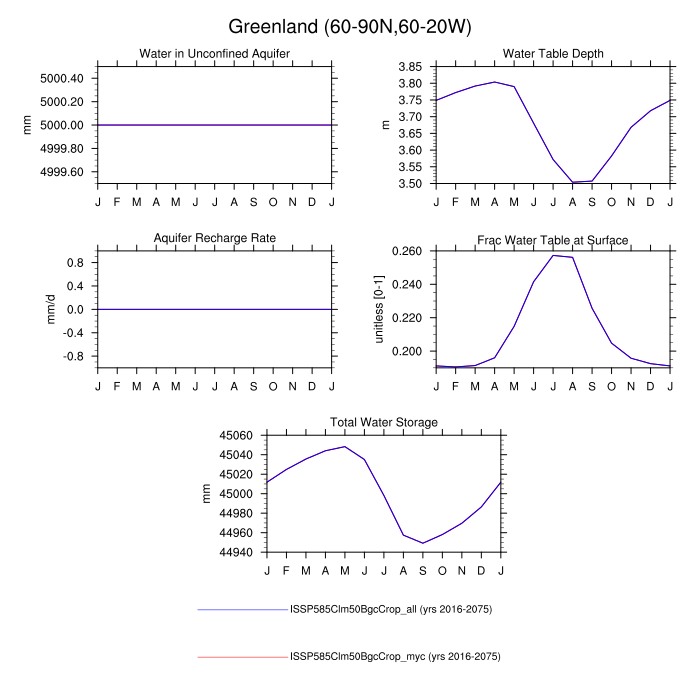 Greenland (60-90N,60-20W)
Water in Unconfined Aquifer
5000.40
5000.20
5000.00
4999.80
4999.60
mm
J F M A M J J A S O N D J
Water Table Depth
3.85
3.80
3.75
3.70
3.65
3.60
3.55
3.50
m
J F M A M J J A S O N D J
Aquifer Recharge Rate
0.8
0.4
0.0
-0.4
-0.8
mm/d
J F M A M J J A S O N D J
Frac Water Table at Surface
0.260
0.240
0.220
0.200
unitless [0-1]
J F M A M J J A S O N D J
Total Water Storage
45060
45040
45020
45000
44980
44960
44940
mm
J F M A M J J A S O N D J
ISSP585Clm50BgcCrop_all (yrs 2016-2075)
ISSP585Clm50BgcCrop_myc (yrs 2016-2075)